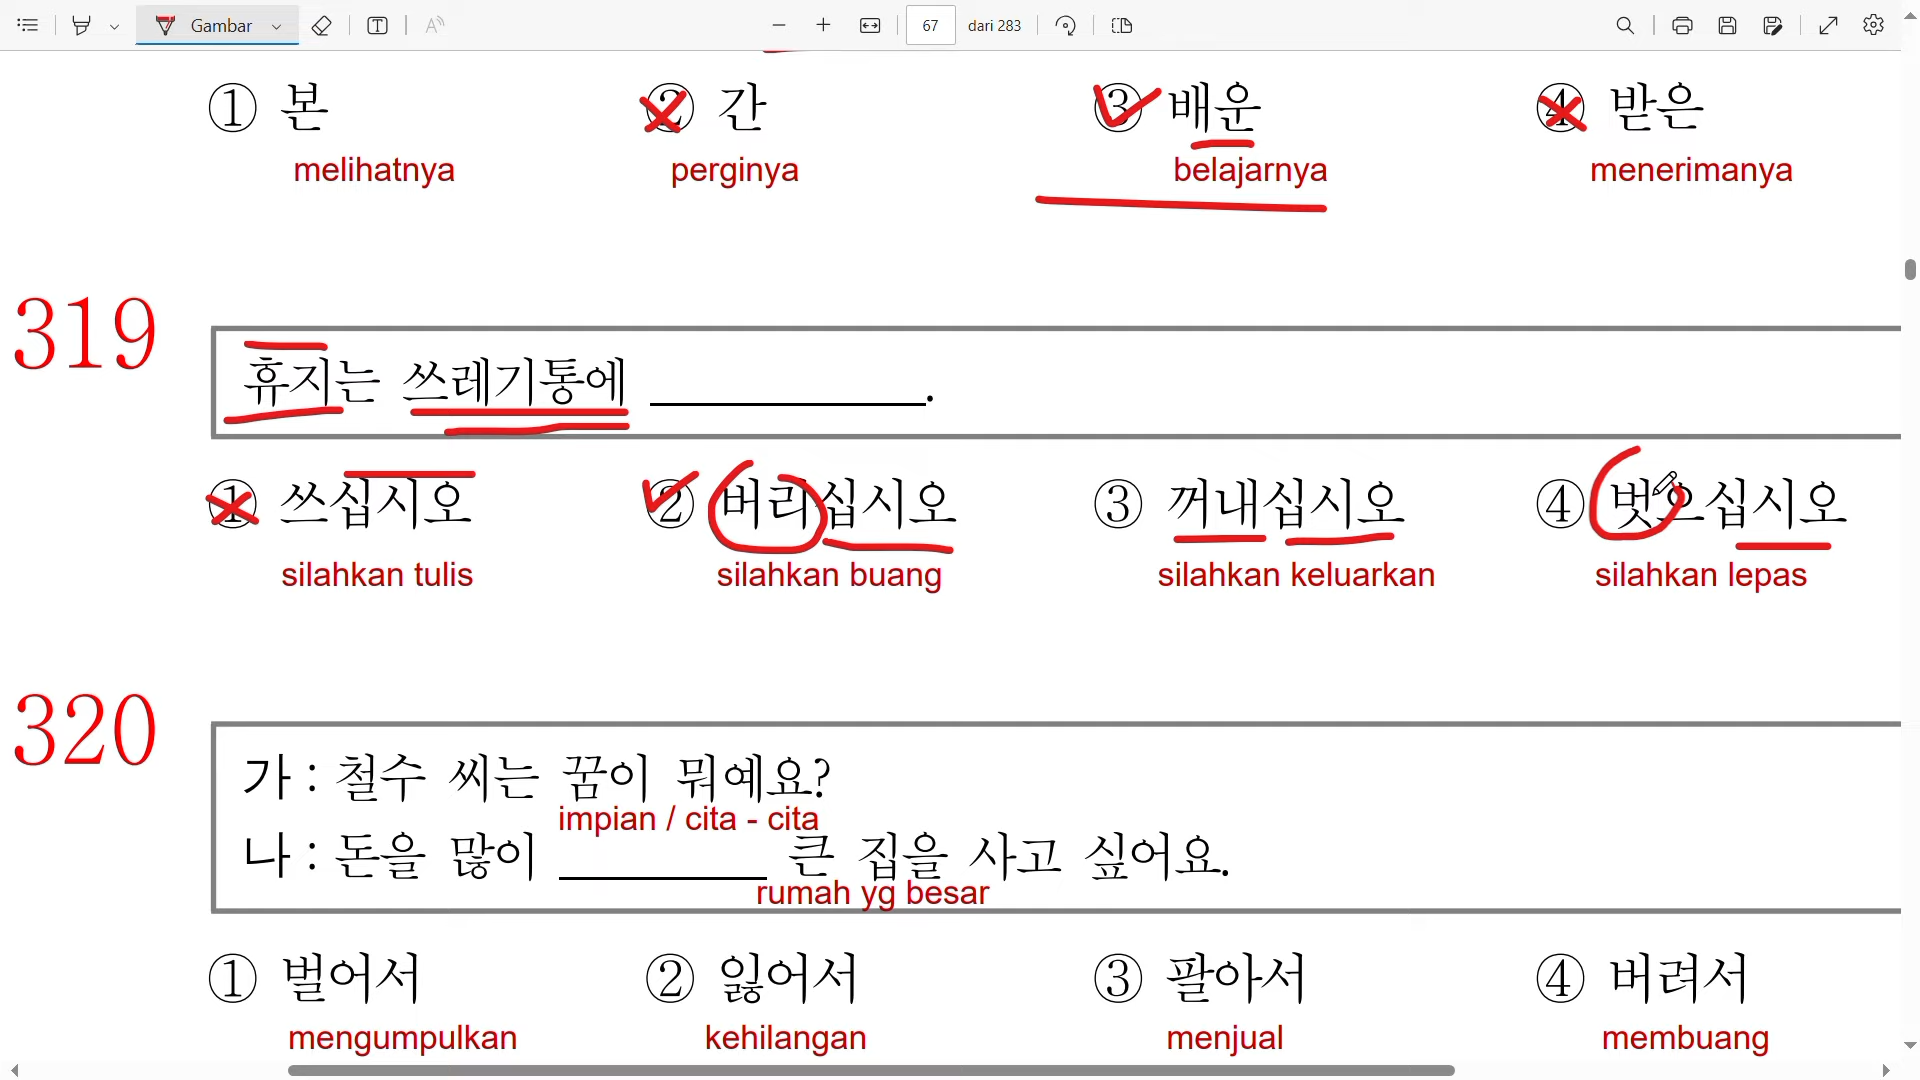 Gambar 67 dari 283
① 본 ② 간 ③ 배운 ④ 받은
melihatnya perginya belajarnya menerimanya
319
휴지는 쓰레기통에 ____________.
① 쓰십시오 ② 버리십시오 ③ 꺼내십시오 ④ 벗으십시오
silahkan tulis silahkan buang silahkan keluarkan silahkan lepas
320
가 : 철수 씨는 꿈이 뭐예요?
impian / cita - cita
나 : 돈을 많이 _________ 큰 집을 사고 싶어요.
rumah yg besar
① 벌어서 ② 잃어서 ③ 팔아서 ④ 버려서
mengumpulkan kehilangan menjual membuang